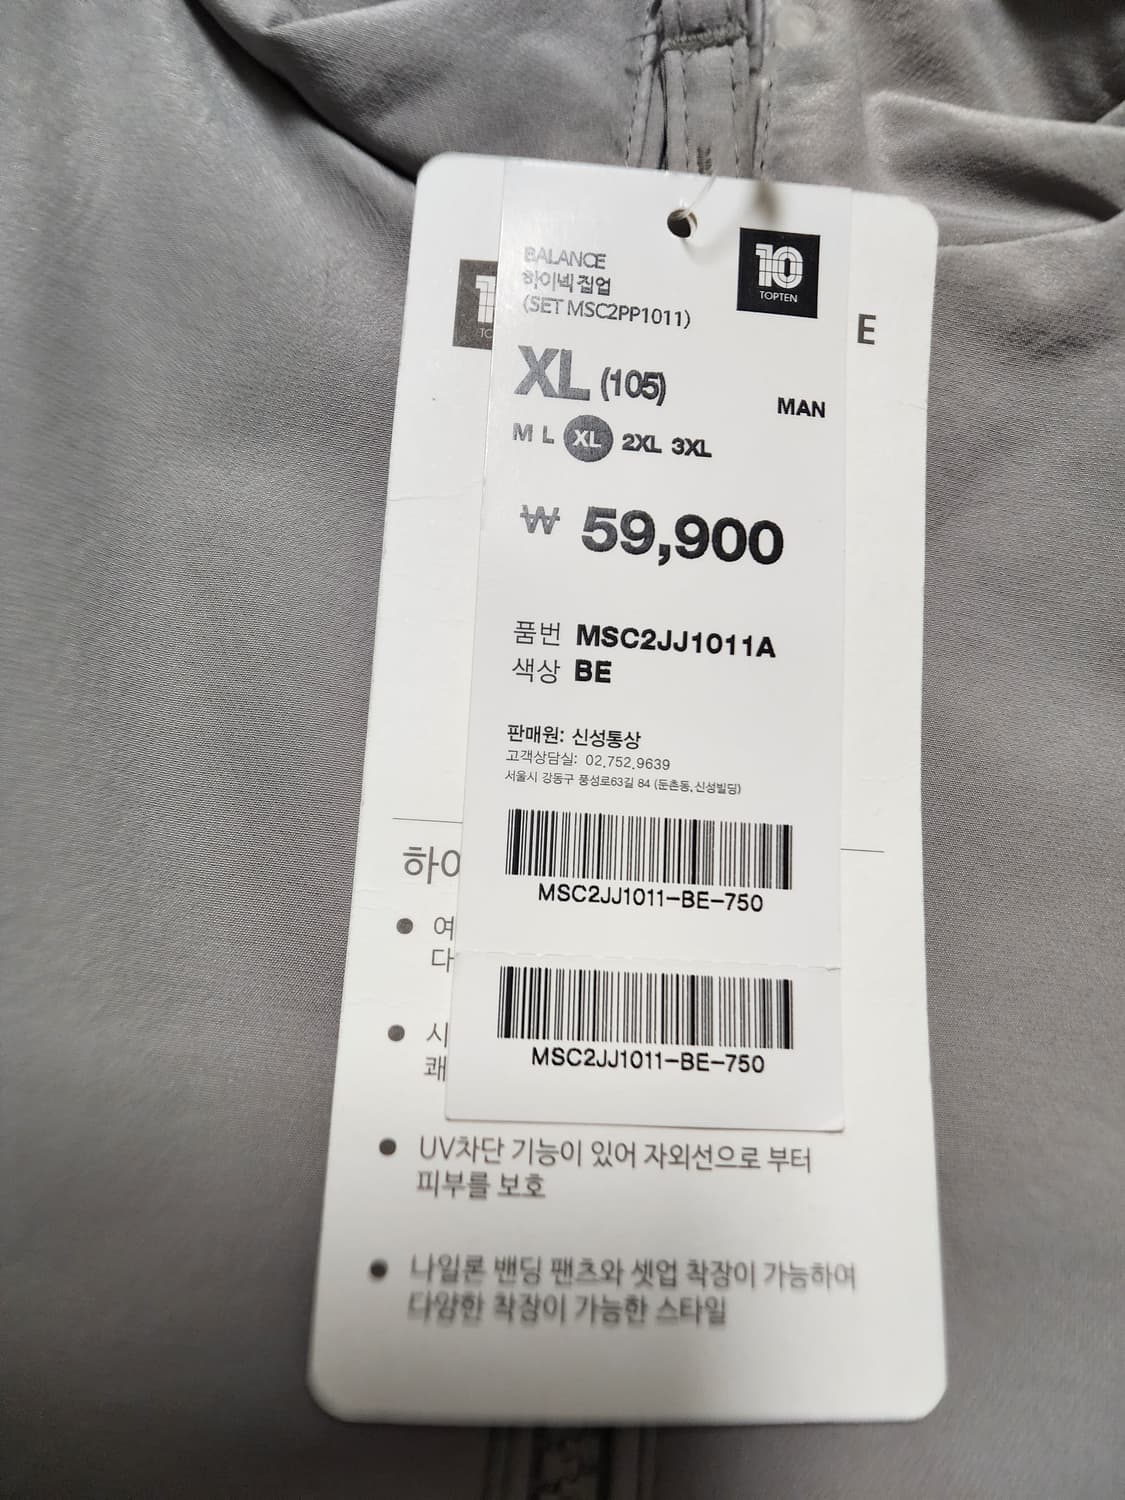 BALANCE
하이넥 집업
(SET MSC2PP1011)
10
TOPTEN
E
XL (105)
MAN
M L XL 2XL 3XL
₩ 59,900
품번 MSC2JJ1011A
색상 BE
판매원: 신성통상
고객상담실: 02.752.9639
서울시 강동구 풍성로63길 84 (둔촌동, 신성빌딩)
MSC2JJ1011-BE-750
MSC2JJ1011-BE-750
하이
● 여
다
● 시
쾌
● UV차단 기능이 있어 자외선으로 부터
피부를 보호
● 나일론 밴딩 팬츠와 셋업 착장이 가능하여
다양한 착장이 가능한 스타일